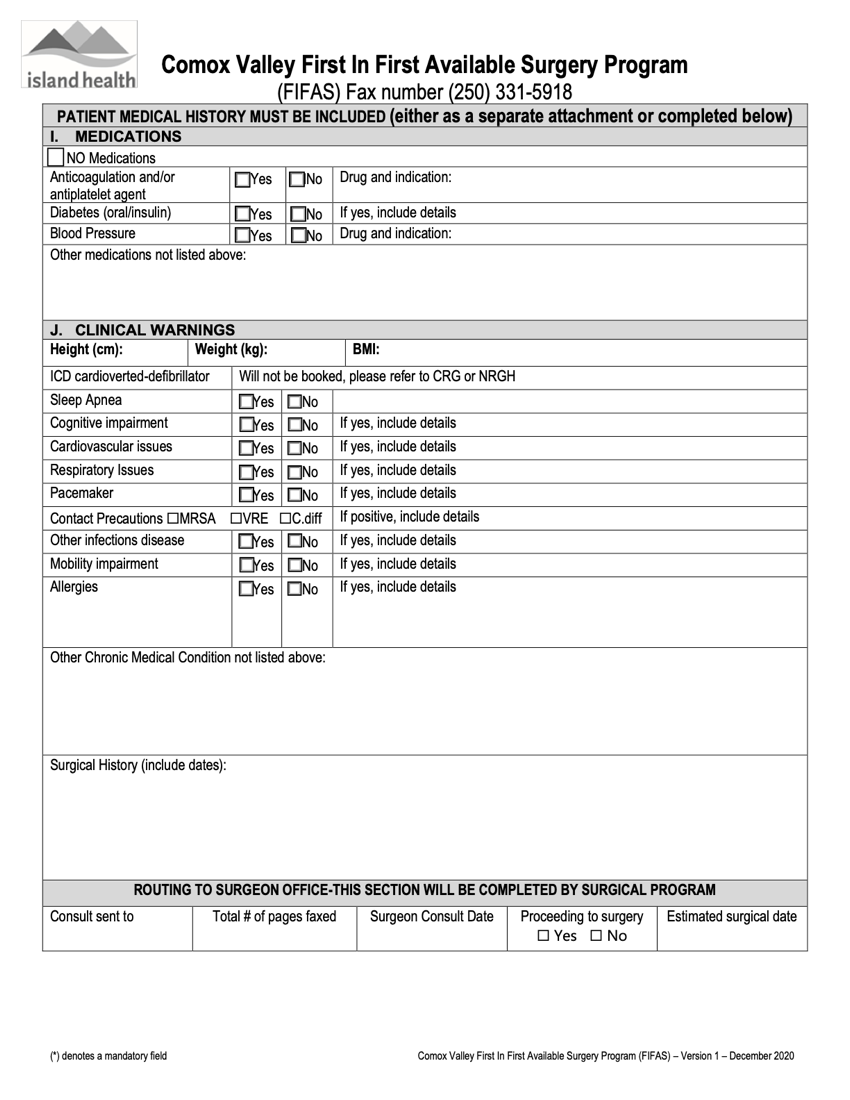 island health
Comox Valley First In First Available Surgery Program
(FIFAS) Fax number (250) 331-5918
PATIENT MEDICAL HISTORY MUST BE INCLUDED (either as a separate attachment or completed below)
I. MEDICATIONS
☐ NO Medications
Anticoagulation and/or
antiplatelet agent ☐Yes ☐No Drug and indication:
Diabetes (oral/insulin) ☐Yes ☐No If yes, include details
Blood Pressure ☐Yes ☐No Drug and indication:
Other medications not listed above:
J. CLINICAL WARNINGS
Height (cm): Weight (kg): BMI:
ICD cardioverted-defibrillator Will not be booked, please refer to CRG or NRGH
Sleep Apnea ☐Yes ☐No
Cognitive impairment ☐Yes ☐No If yes, include details
Cardiovascular issues ☐Yes ☐No If yes, include details
Respiratory Issues ☐Yes ☐No If yes, include details
Pacemaker ☐Yes ☐No If yes, include details
Contact Precautions ☐MRSA ☐VRE ☐C.diff If positive, include details
Other infections disease ☐Yes ☐No If yes, include details
Mobility impairment ☐Yes ☐No If yes, include details
Allergies ☐Yes ☐No If yes, include details
Other Chronic Medical Condition not listed above:
Surgical History (include dates):
ROUTING TO SURGEON OFFICE-THIS SECTION WILL BE COMPLETED BY SURGICAL PROGRAM
Consult sent to Total # of pages faxed Surgeon Consult Date Proceeding to surgery Estimated surgical date
☐ Yes ☐ No
(*) denotes a mandatory field Comox Valley First In First Available Surgery Program (FIFAS) – Version 1 – December 2020